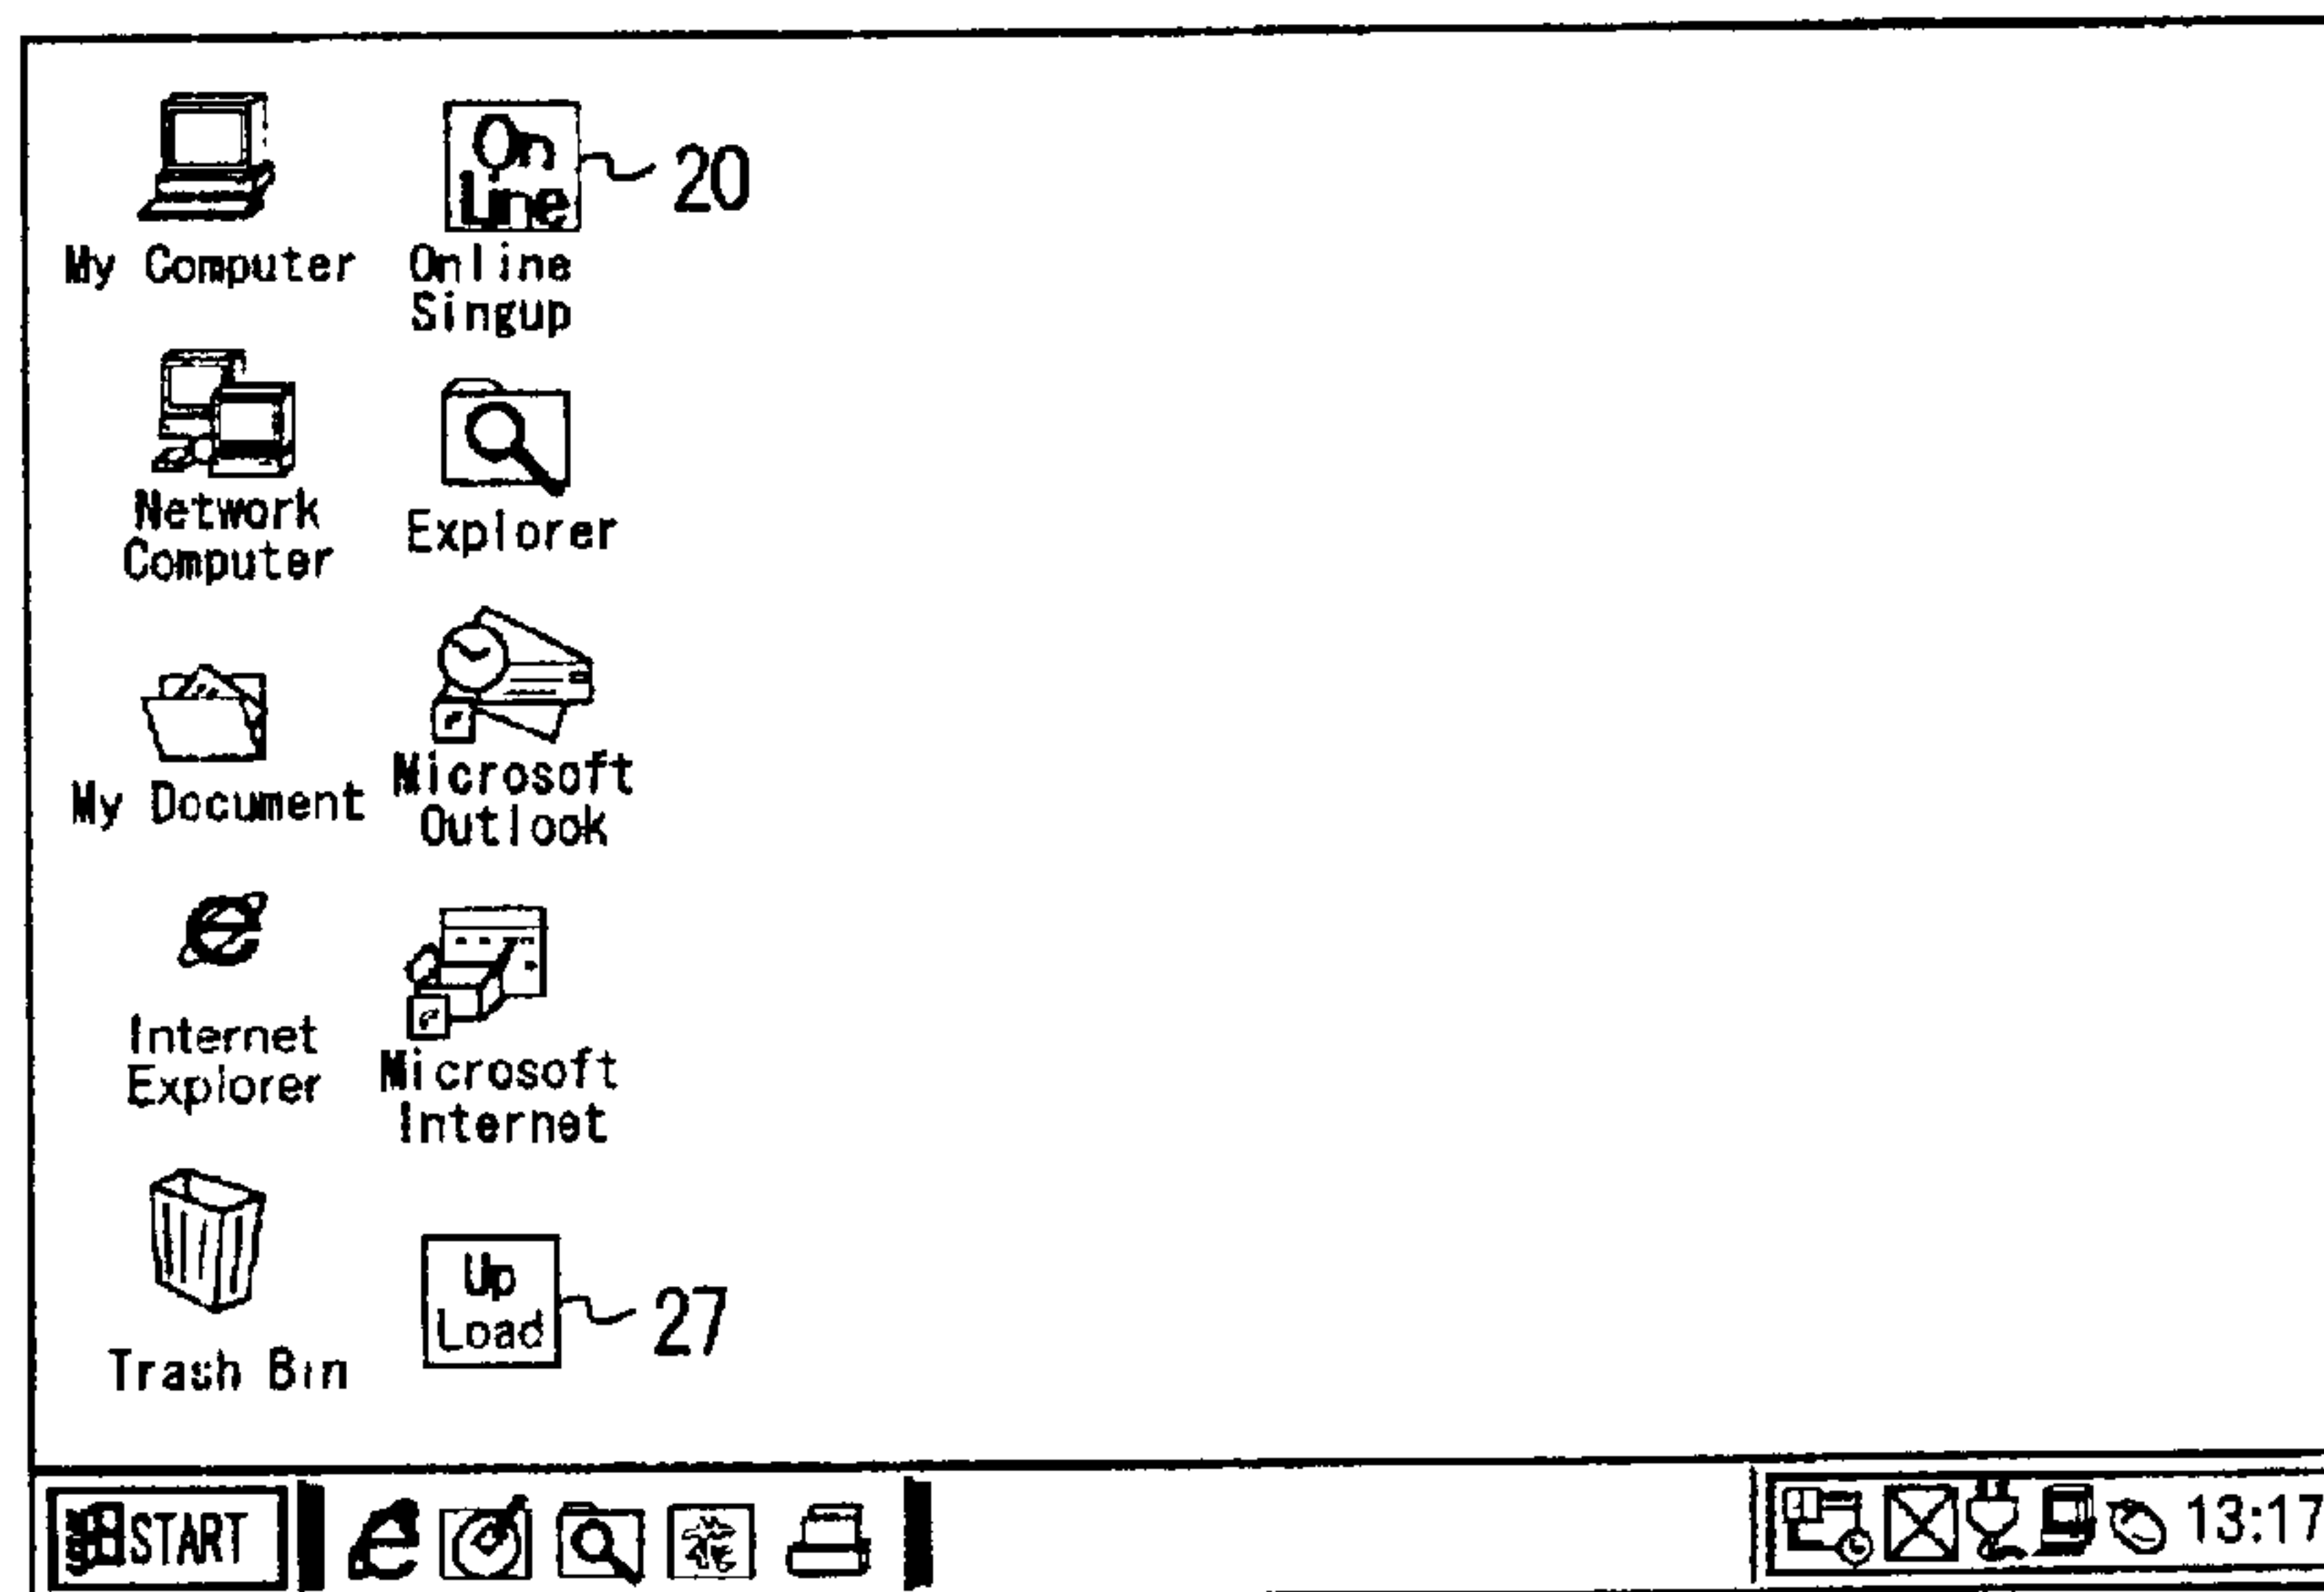 On
Line
20
My Computer
Online
Singup
Network
Computer
Explorer
My Document
Microsoft
Outlook
Internet
Explorer
Microsoft
Internet
Trash Bin
Up
Load
27
START
13:17